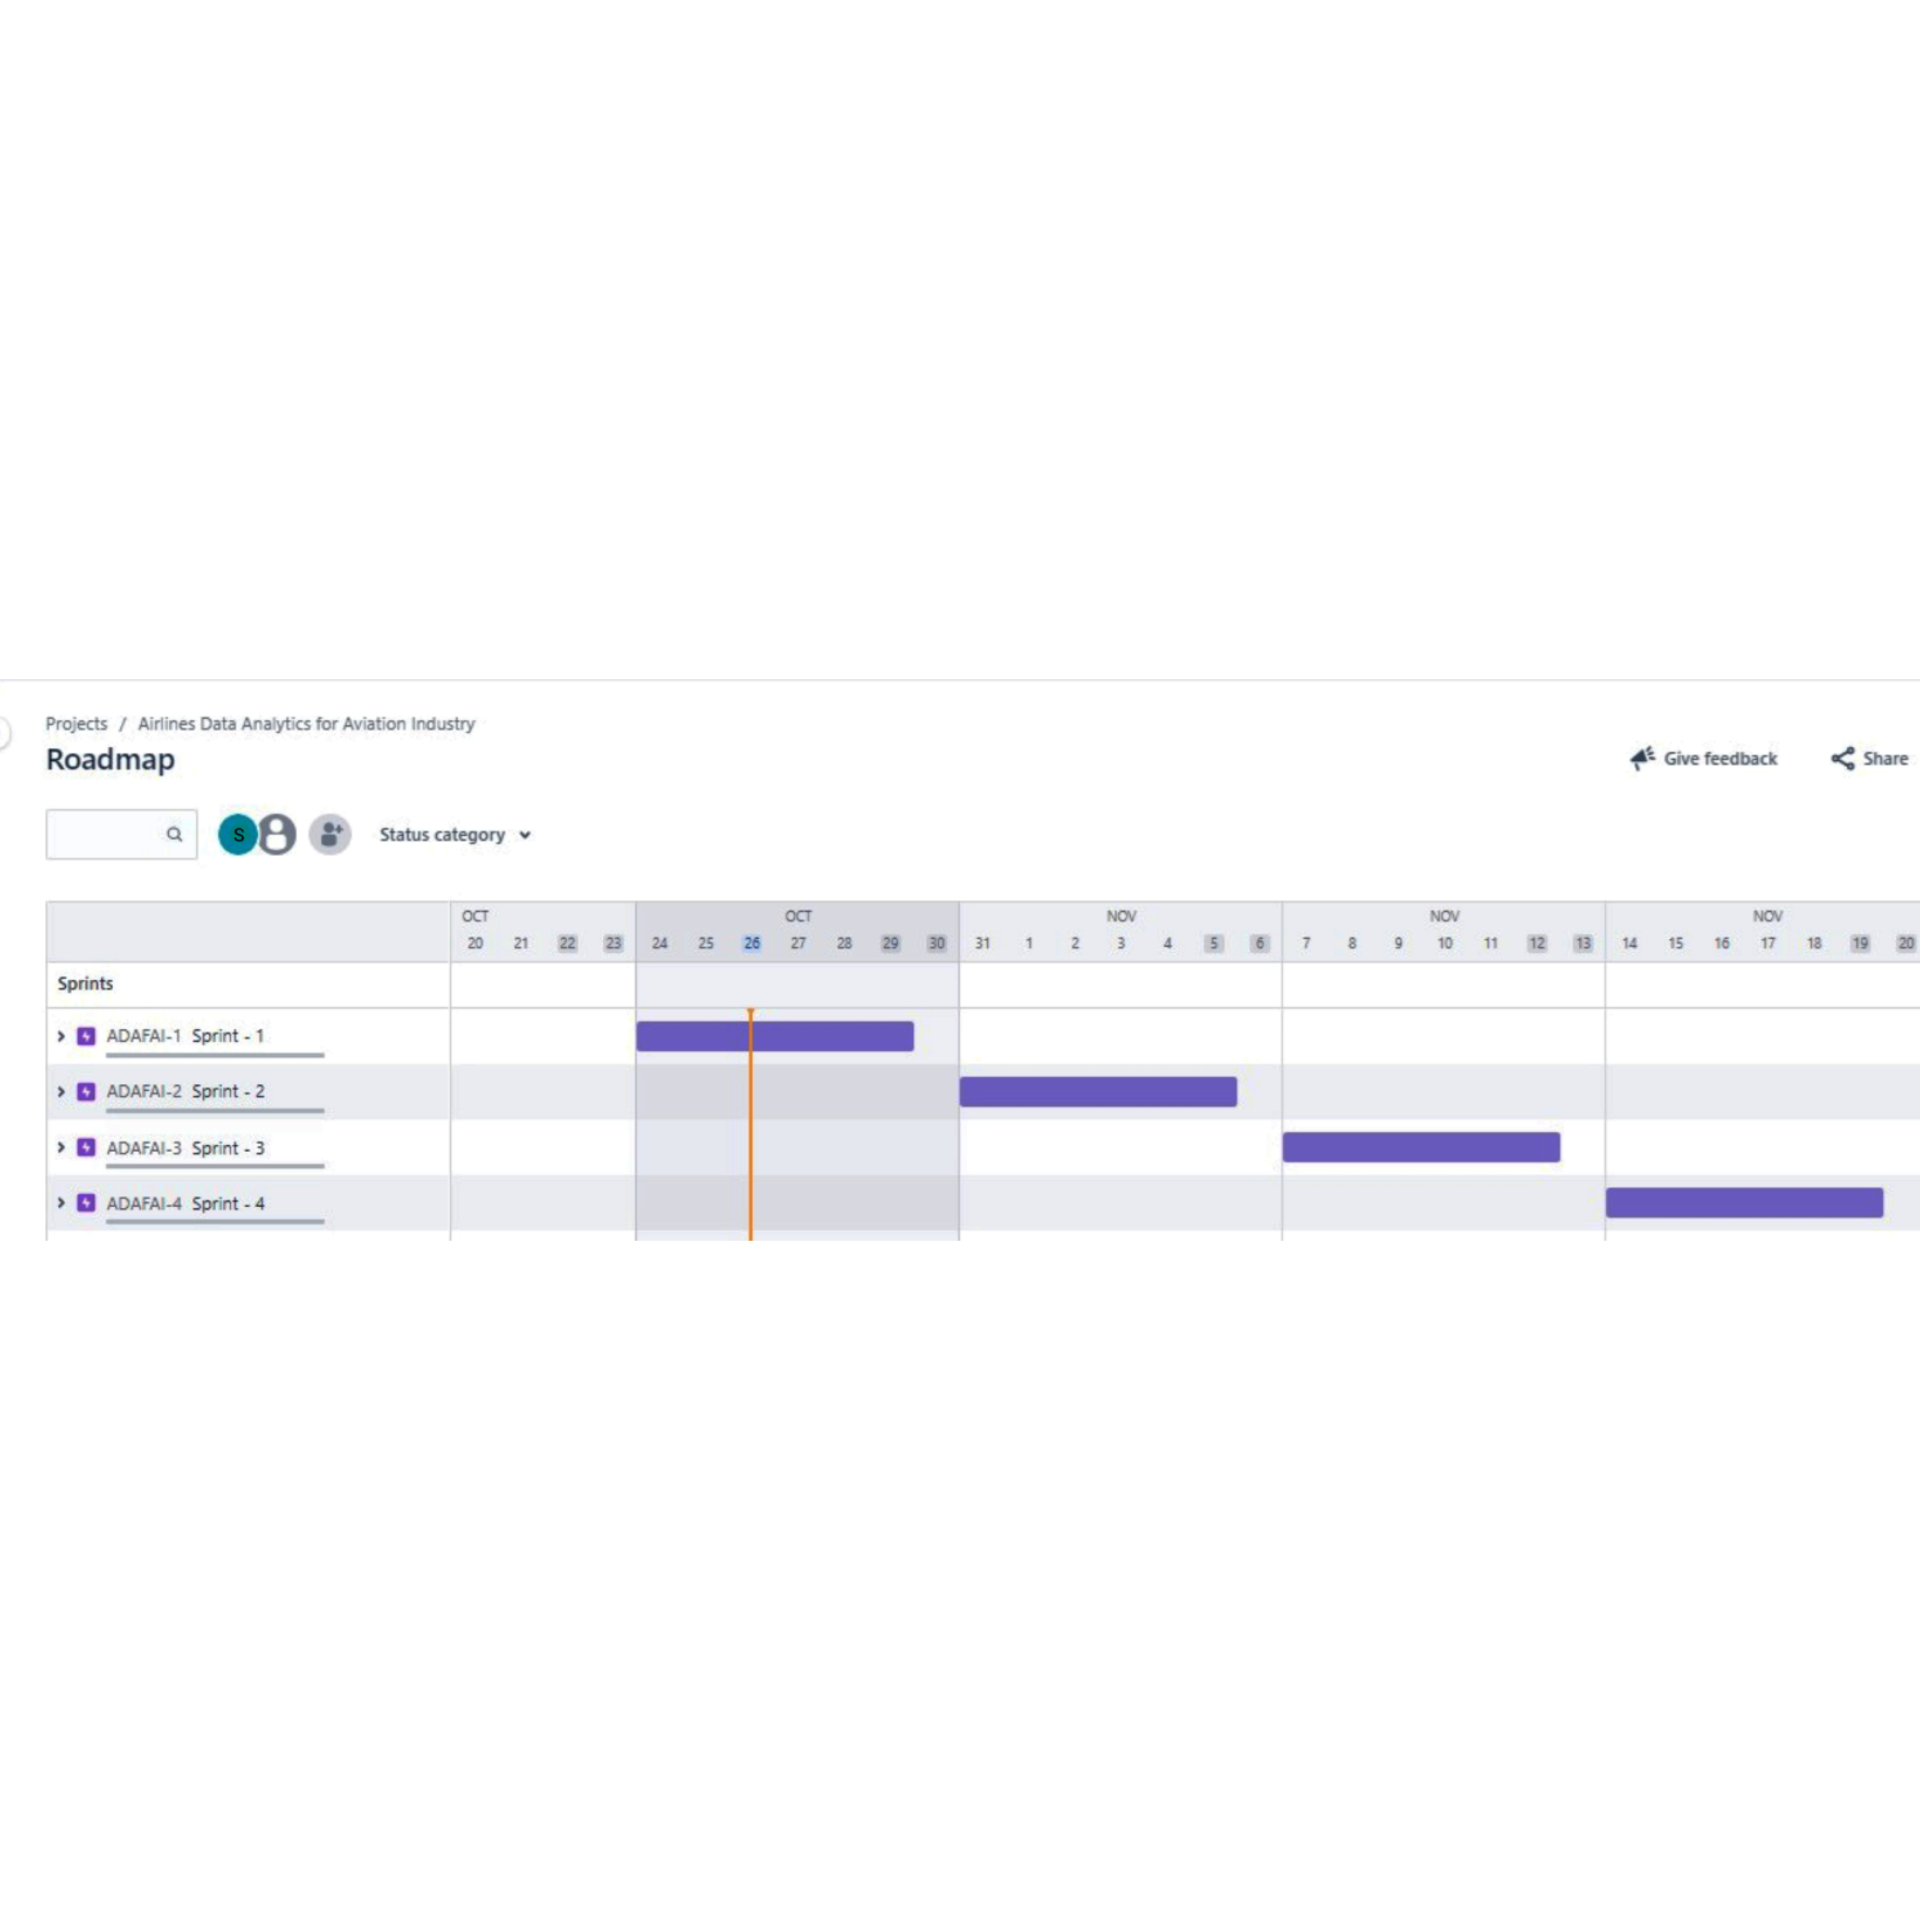 Projects / Airlines Data Analytics for Aviation Industry
Roadmap
Give feedback Share
S Status category
OCT OCT NOV NOV NOV
20 21 22 23 24 25 26 27 28 29 30 31 1 2 3 4 5 6 7 8 9 10 11 12 13 14 15 16 17 18 19 20
Sprints
ADAFAI-1 Sprint - 1
ADAFAI-2 Sprint - 2
ADAFAI-3 Sprint - 3
ADAFAI-4 Sprint - 4